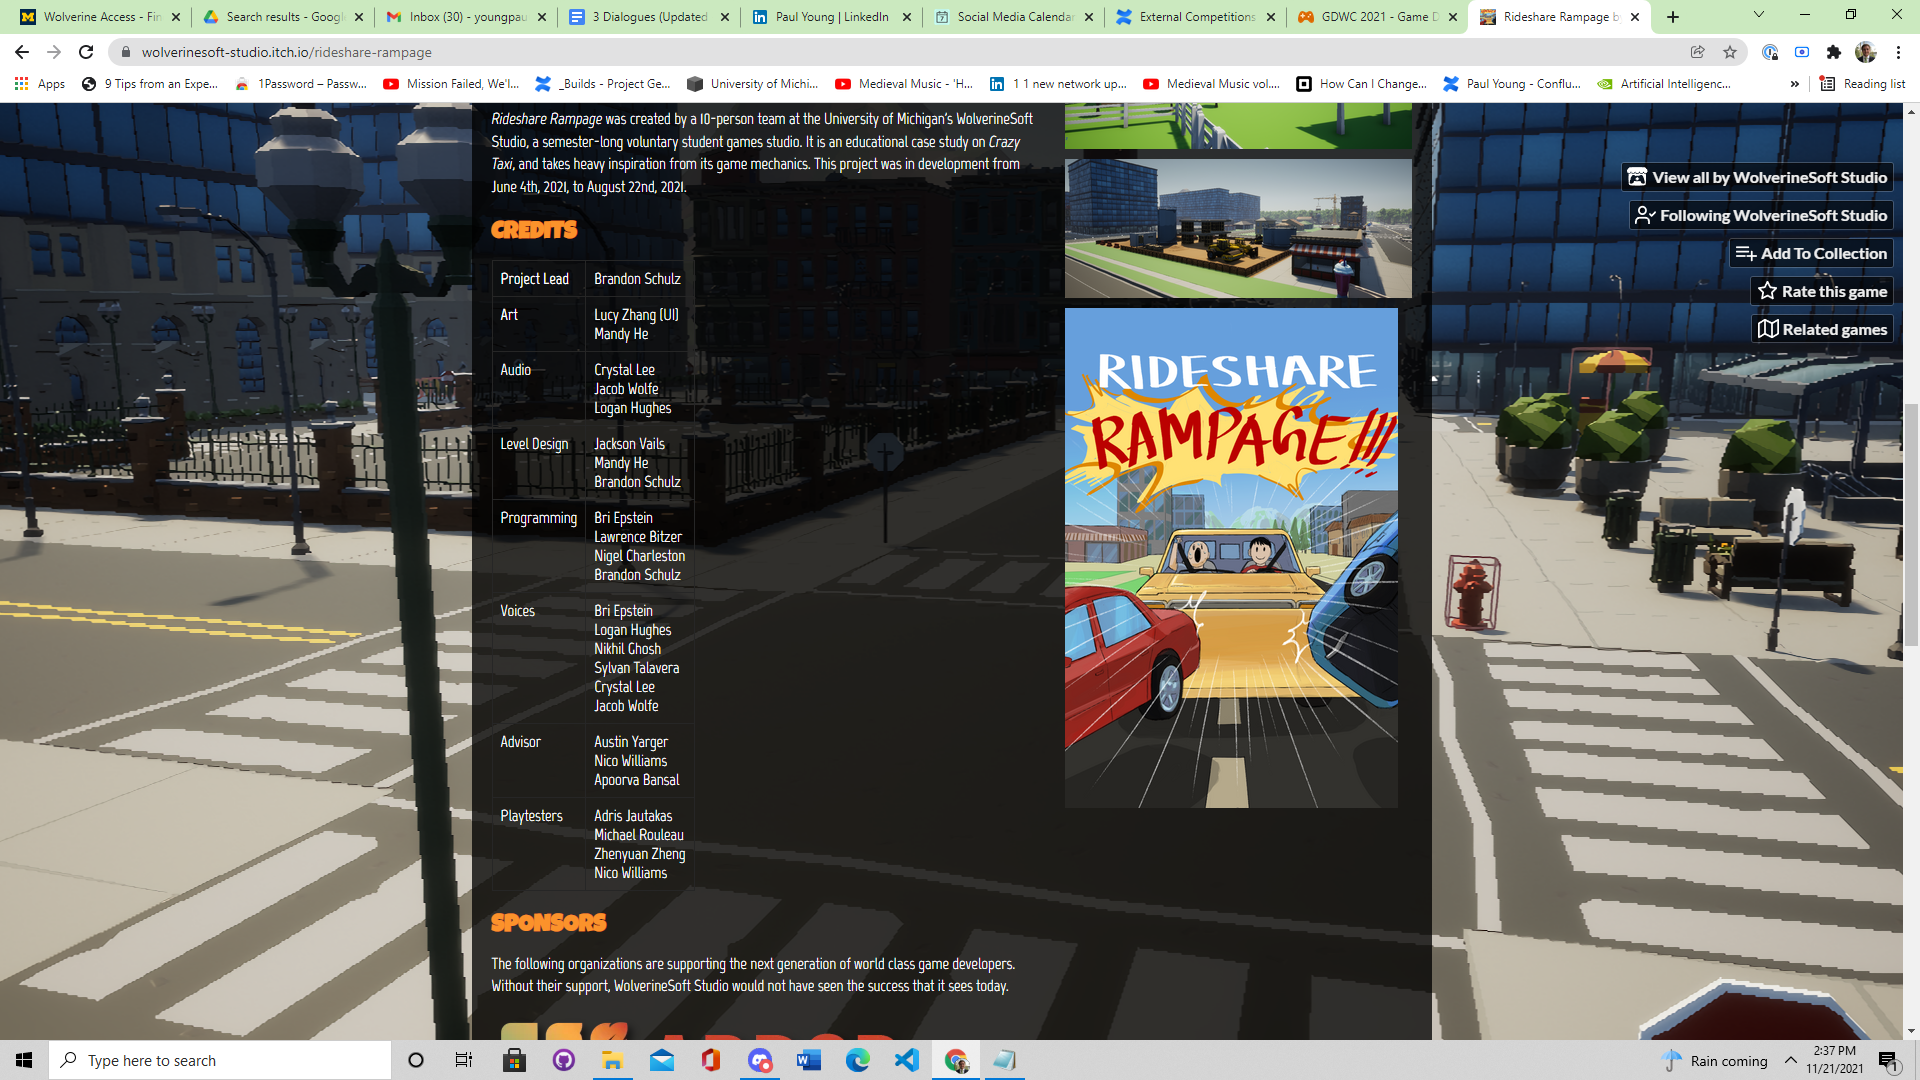 Wolverine Access - Fin
Search results - Googl
Inbox (30) - youngpau
3 Dialogues (Updated
Paul Young | LinkedIn
Social Media Calendar
External Competitions
GDWC 2021 - Game D
Rideshare Rampage b
wolverinesoft-studio.itch.io/rideshare-rampage
Apps
9 Tips from an Expe...
1Password – Passw...
Mission Failed, We'l...
_Builds - Project Ge...
University of Michi...
Medieval Music - 'H...
1 1 new network up...
Medieval Music vol....
How Can I Change...
Paul Young - Conflu...
Artificial Intelligenc...
»
Reading list
Rideshare Rampage was created by a 10-person team at the University of Michigan's WolverineSoft
Studio, a semester-long voluntary student games studio. It is an educational case study on Crazy
Taxi, and takes heavy inspiration from its game mechanics. This project was in development from
June 4th, 2021, to August 22nd, 2021.
CREDITS
Project Lead
Brandon Schulz
Art
Lucy Zhang (UI)
Mandy He
Audio
Crystal Lee
Jacob Wolfe
Logan Hughes
Level Design
Jackson Vails
Mandy He
Brandon Schulz
Programming
Bri Epstein
Lawrence Bitzer
Nigel Charleston
Brandon Schulz
Voices
Bri Epstein
Logan Hughes
Nikhil Ghosh
Sylvan Talavera
Crystal Lee
Jacob Wolfe
Advisor
Austin Yarger
Nico Williams
Apoorva Bansal
Playtesters
Adris Jautakas
Michael Rouleau
Zhenyuan Zheng
Nico Williams
SPONSORS
The following organizations are supporting the next generation of world class game developers.
Without their support, WolverineSoft Studio would not have seen the success that it sees today.
RIDESHARE
RAMPAGE!!!
View all by WolverineSoft Studio
Following WolverineSoft Studio
Add To Collection
Rate this game
Related games
Type here to search
Rain coming
2:37 PM
11/21/2021
1